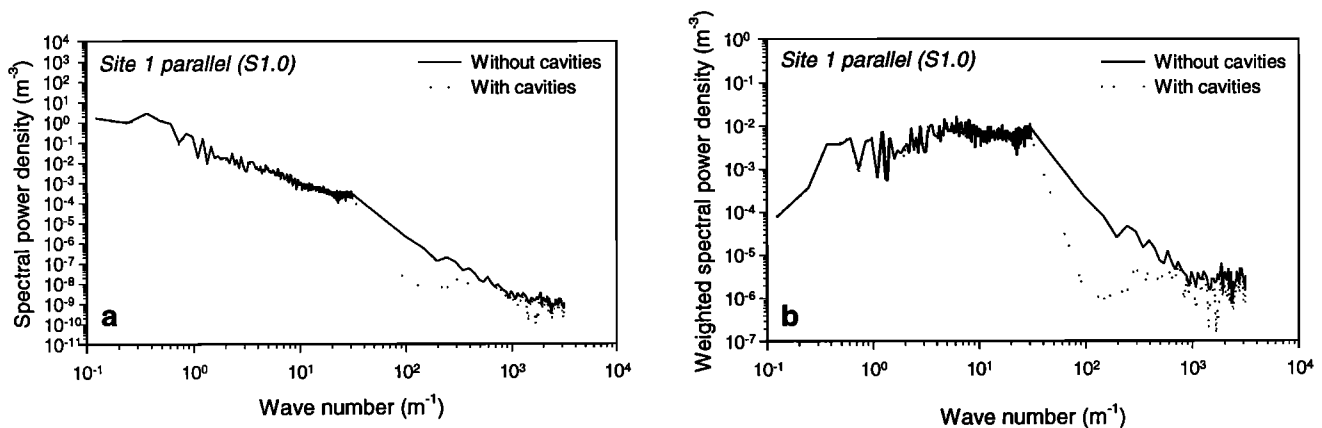 Spectral power density (m⁻³)
10⁴
10³
10²
10¹
10⁰
10⁻¹
10⁻²
10⁻³
10⁻⁴
10⁻⁵
10⁻⁶
10⁻⁷
10⁻⁸
10⁻⁹
10⁻¹⁰
10⁻¹¹
Site 1 parallel (S1.0)
Without cavities
With cavities
a
10⁻¹ 10⁰ 10¹ 10² 10³ 10⁴
Wave number (m⁻¹)
Weighted spectral power density (m⁻³)
10⁰
10⁻¹
10⁻²
10⁻³
10⁻⁴
10⁻⁵
10⁻⁶
10⁻⁷
Site 1 parallel (S1.0)
Without cavities
With cavities
b
10⁻¹ 10⁰ 10¹ 10² 10³ 10⁴
Wave number (m⁻¹)